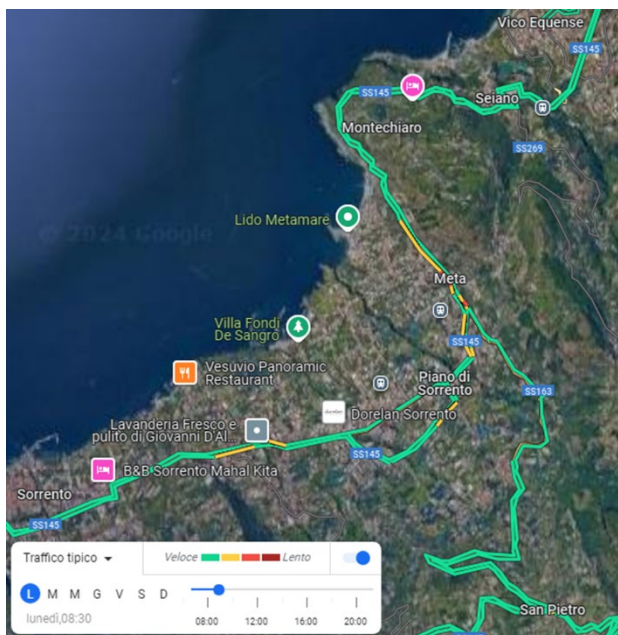 Vico Equense
SS145
SS145
Seiano
Montechiaro
SS269
© 2024 Google
Lido Metamare
Meta
Villa Fondi
De Sangro
SS145
Vesuvio Panoramic
Restaurant
Piano di
Sorrento
SS163
Dorelan Sorrento
Lavanderia Fresco e
pulito di Giovanni D'Al...
SS145
B&B Sorrento Mahal Kita
Sorrento
SS145
Traffico tipico
Veloce
Lento
L M M G V S D
08:00 12:00 16:00 20:00
lunedì,08:30
San Pietro